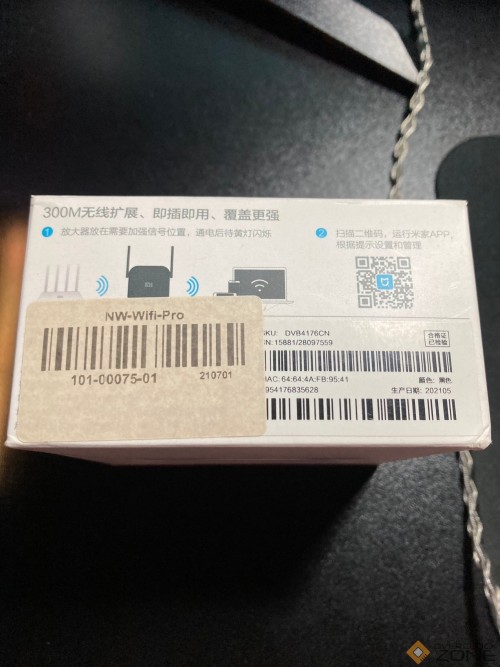 300M无线扩展、即插即用、覆盖更强
1 放大器放在需要加强信号位置，通电后待黄灯闪烁
2 扫描二维码，运行米家APP，
根据提示设置和管理
NW-Wifi-Pro
101-00075-01
210701
SKU: DVB4176CN
SN: 15881/28097559
合格证
已检验
MAC: 64:64:4A:FB:95:41
颜色: 黑色
6954176835628
生产日期: 202105
ZONE